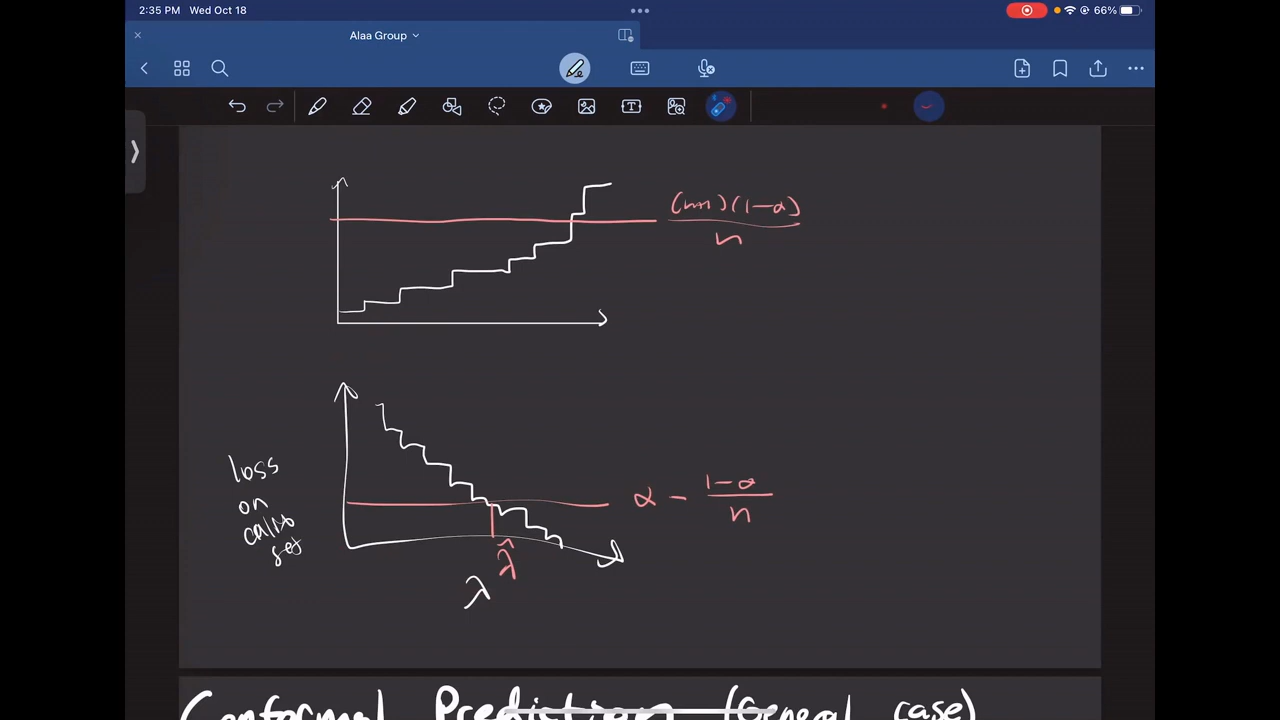 2:35 PM Wed Oct 18
66%
Alaa Group
(n+1)(1-α)
n
loss
on
calib
set
α - 1-α
n
λ̂
λ
Conformal Prediction (General case)